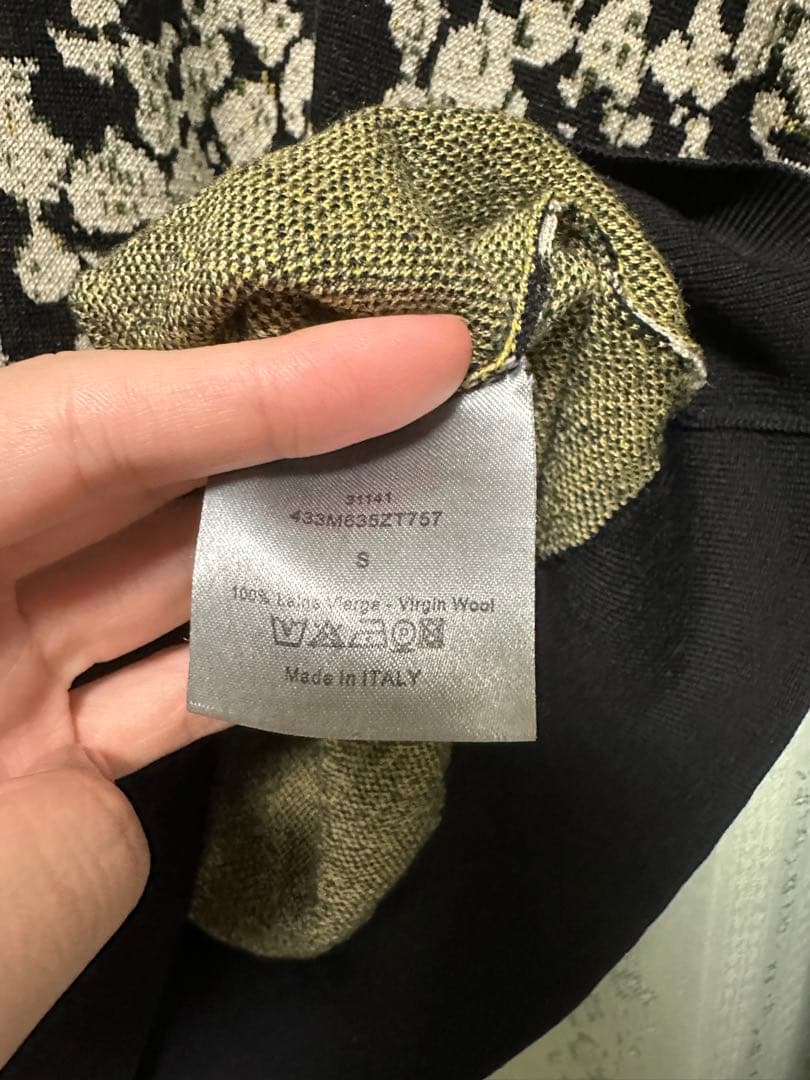 31141
433M635ZT757
S
100% Laine Vierge - Virgin Wool
Made in ITALY